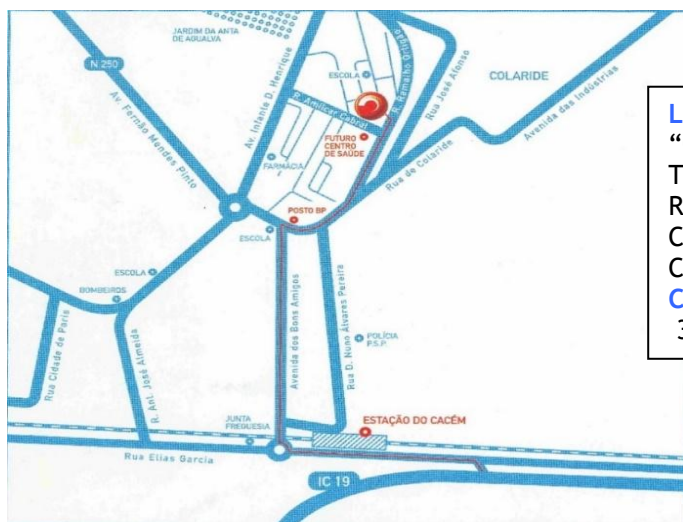 JARDIM DA ANTA
DE AGUALVA
N 250
Av. Infante D. Henrique
Av. Fernão Mendes Pinto
ESCOLA
R. Ramalho Ortigão
Rua José Afonso
COLARIDE
Avenida das Indústrias
R. Amílcar Cabral
FUTURO
CENTRO
DE SAÚDE
FARMÁCIA
Rua de Colaride
POSTO BP
ESCOLA
ESCOLA
BOMBEIROS
Rua Cidade de Paris
R. Ant. José Almeida
Avenida dos Bons Amigos
Rua D. Nuno Álvares Pereira
POLÍCIA
P.S.P.
JUNTA
FREGUESIA
ESTAÇÃO DO CACÉM
Rua Elias Garcia
IC 19
L
“
T
R
C
C
C
3